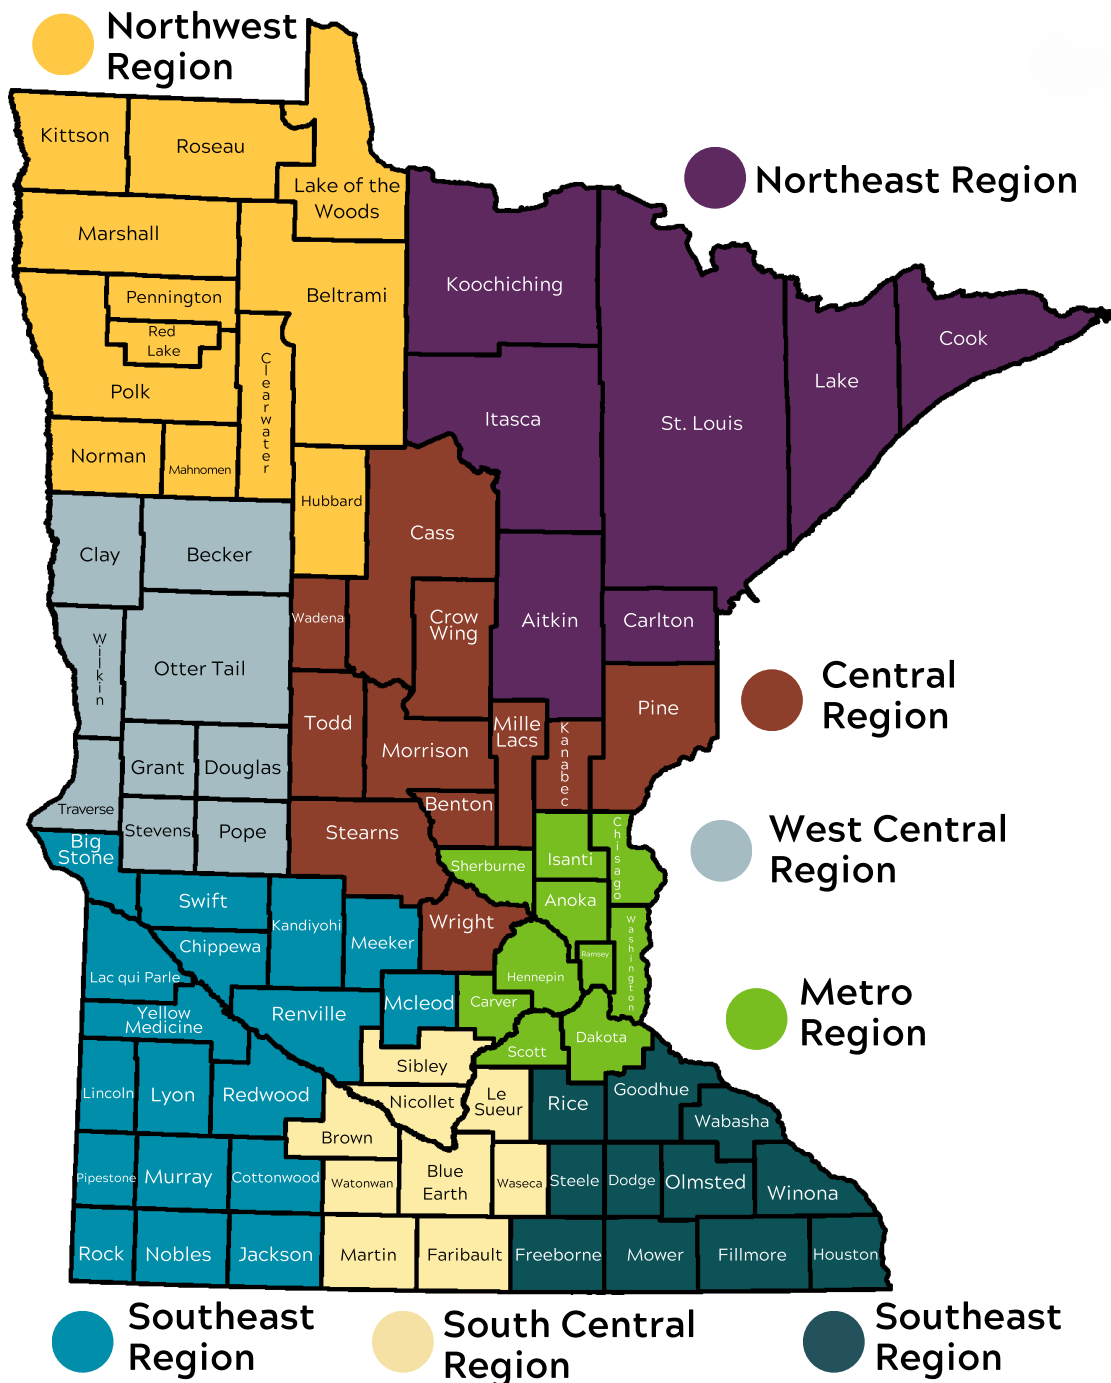 Northwest
Region
Kittson
Roseau
Lake of the
Woods
Northeast Region
Marshall
Koochiching
Pennington
Beltrami
Red
Lake
Cook
Clearwater
Lake
Polk
Itasca
St. Louis
Norman
Mahnomen
Hubbard
Cass
Clay
Becker
Wadena
Crow
Wing
Aitkin
Carlton
Wilkin
Otter Tail
Central
Region
Todd
Mille
Lacs
Kanabec
Pine
Morrison
Grant
Douglas
Traverse
Benton
Stevens
Pope
Stearns
West Central
Region
Big
Stone
Sherburne
Isanti
Chisago
Swift
Anoka
Kandiyohi
Wright
Meeker
Chippewa
Washington
Ramsey
Lac qui Parle
Hennepin
Metro
Region
Carver
Mcleod
Yellow
Medicine
Renville
Dakota
Scott
Sibley
Lincoln
Lyon
Redwood
Nicollet
Le
Sueur
Rice
Goodhue
Wabasha
Brown
Pipestone
Murray
Cottonwood
Watonwan
Blue
Earth
Waseca
Steele
Dodge
Olmsted
Winona
Rock
Nobles
Jackson
Martin
Faribault
Freeborne
Mower
Fillmore
Houston
Southeast
Region
South Central
Region
Southeast
Region